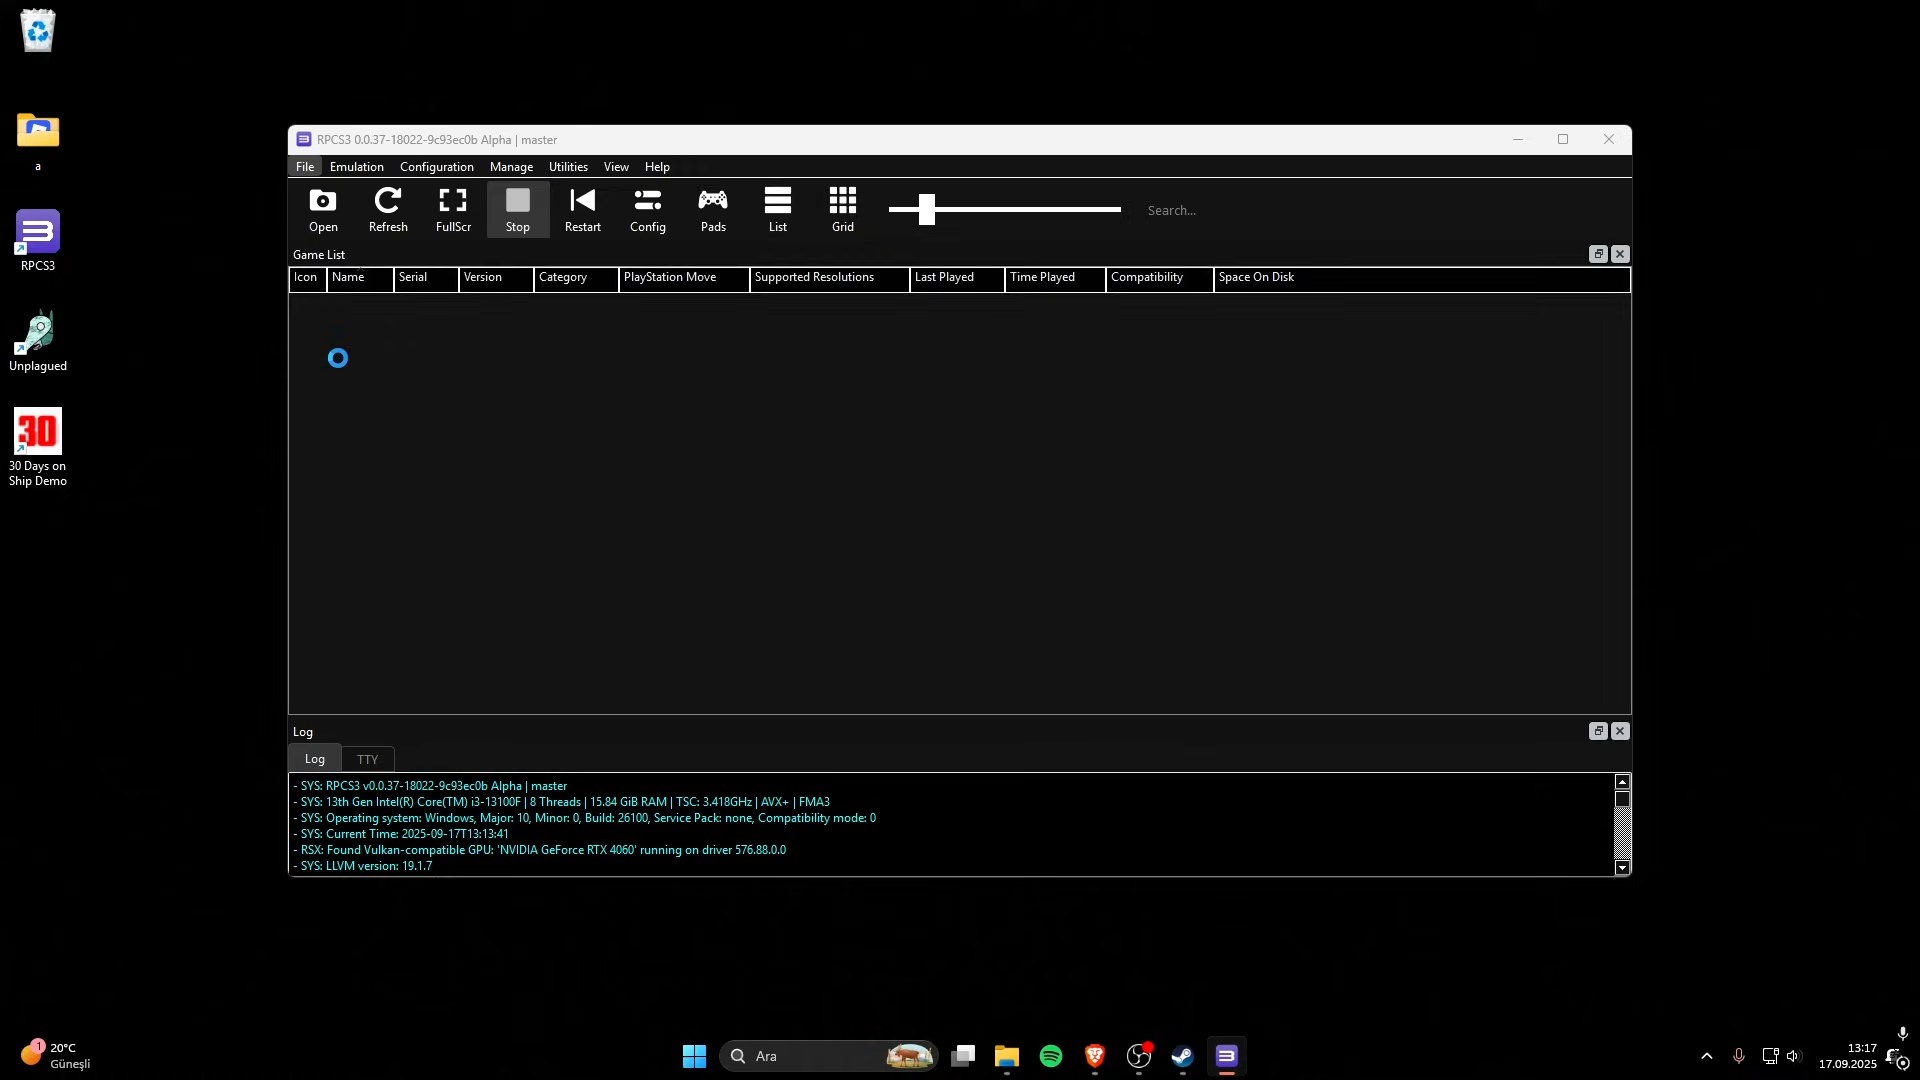 a
RPCS3
Unplagued
30
30 Days on
Ship Demo
RPCS3 0.0.37-18022-9c93ec0b Alpha | master
File Emulation Configuration Manage Utilities View Help
Open Refresh FullScr Stop Restart Config Pads List Grid Search...
Game List
Icon Name Serial Version Category PlayStation Move Supported Resolutions Last Played Time Played Compatibility Space On Disk
Log
Log TTY
- SYS: RPCS3 v0.0.37-18022-9c93ec0b Alpha | master
- SYS: 13th Gen Intel(R) Core(TM) i3-13100F | 8 Threads | 15.84 GiB RAM | TSC: 3.418GHz | AVX+ | FMA3
- SYS: Operating system: Windows, Major: 10, Minor: 0, Build: 26100, Service Pack: none, Compatibility mode: 0
- SYS: Current Time: 2025-09-17T13:13:41
- RSX: Found Vulkan-compatible GPU: 'NVIDIA GeForce RTX 4060' running on driver 576.88.0.0
- SYS: LLVM version: 19.1.7
1
20°C
Güneşli
Ara
13:17
17.09.2025